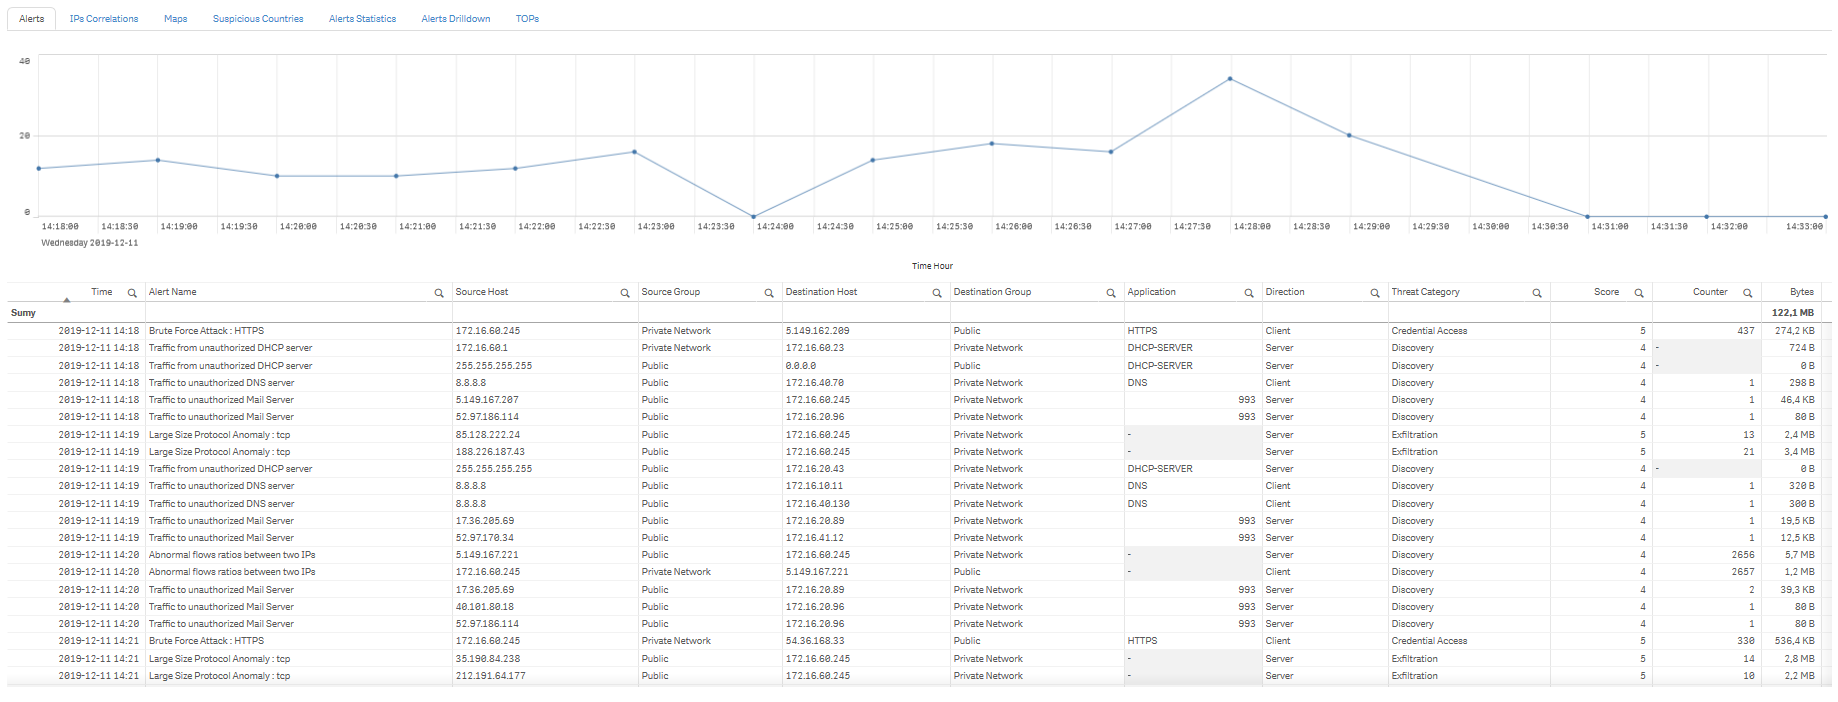 Alerts IPs Correlations Maps Suspicious Countries Alerts Statistics Alerts Drilldown TOPs
40
20
0
14:18:00 14:18:30 14:19:00 14:19:30 14:20:00 14:20:30 14:21:00 14:21:30 14:22:00 14:22:30 14:23:00 14:23:30 14:24:00 14:24:30 14:25:00 14:25:30 14:26:00 14:26:30 14:27:00 14:27:30 14:28:00 14:28:30 14:29:00 14:29:30 14:30:00 14:30:30 14:31:00 14:31:30 14:32:00 14:33:00
Wednesday 2019-12-11
Time Hour
Time Alert Name Source Host Source Group Destination Host Destination Group Application Direction Threat Category Score Counter Bytes
Sumy 122,1 MB
2019-12-11 14:18 Brute Force Attack : HTTPS 172.16.60.245 Private Network 5.149.162.209 Public HTTPS Client Credential Access 5 437 274,2 KB
2019-12-11 14:18 Traffic from unauthorized DHCP server 172.16.60.1 Private Network 172.16.60.23 Private Network DHCP-SERVER Server Discovery 4 - 724 B
2019-12-11 14:18 Traffic from unauthorized DHCP server 255.255.255.255 Public 0.0.0.0 Public DHCP-SERVER Server Discovery 4 - 0 B
2019-12-11 14:18 Traffic to unauthorized DNS server 8.8.8.8 Public 172.16.40.70 Private Network DNS Client Discovery 4 1 298 B
2019-12-11 14:18 Traffic to unauthorized Mail Server 5.149.167.207 Public 172.16.60.245 Private Network 993 Server Discovery 4 1 46,4 KB
2019-12-11 14:18 Traffic to unauthorized Mail Server 52.97.186.114 Public 172.16.20.96 Private Network 993 Server Discovery 4 1 80 B
2019-12-11 14:19 Large Size Protocol Anomaly : tcp 85.128.222.24 Public 172.16.60.245 Private Network - Server Exfiltration 5 13 2,4 MB
2019-12-11 14:19 Large Size Protocol Anomaly : tcp 188.226.187.43 Public 172.16.60.245 Private Network - Server Exfiltration 5 21 3,4 MB
2019-12-11 14:19 Traffic from unauthorized DHCP server 255.255.255.255 Public 172.16.20.43 Private Network DHCP-SERVER Server Discovery 4 - 0 B
2019-12-11 14:19 Traffic to unauthorized DNS server 8.8.8.8 Public 172.16.10.11 Private Network DNS Client Discovery 4 1 320 B
2019-12-11 14:19 Traffic to unauthorized DNS server 8.8.8.8 Public 172.16.40.130 Private Network DNS Client Discovery 4 1 300 B
2019-12-11 14:19 Traffic to unauthorized Mail Server 17.36.205.69 Public 172.16.20.89 Private Network 993 Server Discovery 4 1 19,5 KB
2019-12-11 14:19 Traffic to unauthorized Mail Server 52.97.170.34 Public 172.16.41.12 Private Network 993 Server Discovery 4 1 12,5 KB
2019-12-11 14:20 Abnormal flows ratios between two IPs 5.149.167.221 Public 172.16.60.245 Private Network - Server Discovery 4 2656 5,7 MB
2019-12-11 14:20 Abnormal flows ratios between two IPs 172.16.60.245 Private Network 5.149.167.221 Public - Client Discovery 4 2657 1,2 MB
2019-12-11 14:20 Traffic to unauthorized Mail Server 17.36.205.69 Public 172.16.20.89 Private Network 993 Server Discovery 4 2 39,3 KB
2019-12-11 14:20 Traffic to unauthorized Mail Server 40.101.80.18 Public 172.16.20.96 Private Network 993 Server Discovery 4 1 80 B
2019-12-11 14:20 Traffic to unauthorized Mail Server 52.97.186.114 Public 172.16.20.96 Private Network 993 Server Discovery 4 1 80 B
2019-12-11 14:21 Brute Force Attack : HTTPS 172.16.60.245 Private Network 54.36.168.33 Public HTTPS Client Credential Access 5 330 536,4 KB
2019-12-11 14:21 Large Size Protocol Anomaly : tcp 35.190.84.238 Public 172.16.60.245 Private Network - Server Exfiltration 5 14 2,8 MB
2019-12-11 14:21 Large Size Protocol Anomaly : tcp 212.191.64.177 Public 172.16.60.245 Private Network - Server Exfiltration 5 10 2,2 MB